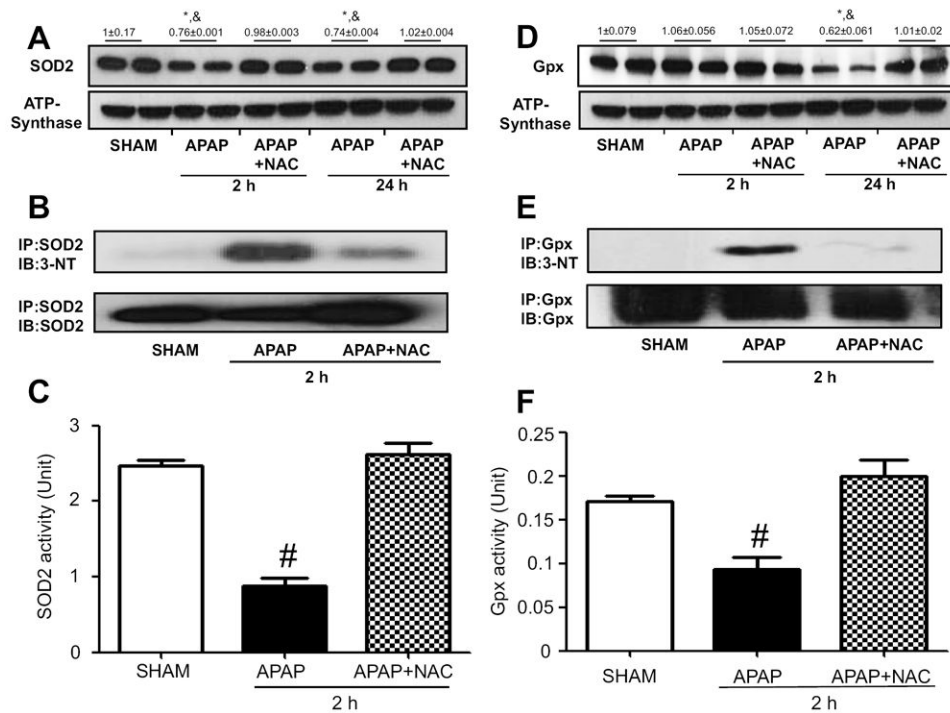 A
*,&
*,&
1±0.17 0.76±0.001 0.98±0.003 0.74±0.004 1.02±0.004
SOD2
ATP-
Synthase
SHAM APAP APAP +NAC APAP APAP +NAC
2 h 24 h
B
IP:SOD2
IB:3-NT
IP:SOD2
IB:SOD2
SHAM APAP APAP+NAC
2 h
C
SOD2 activity (Unit)
3
2
1
0
#
SHAM APAP APAP+NAC
2 h
D
*,&
1±0.079 1.06±0.056 1.05±0.072 0.62±0.061 1.01±0.02
Gpx
ATP-
Synthase
SHAM APAP APAP +NAC APAP APAP +NAC
2 h 24 h
E
IP:Gpx
IB:3-NT
IP:Gpx
IB:Gpx
SHAM APAP APAP+NAC
2 h
F
Gpx activity (Unit)
0.25
0.2
0.15
0.1
0.05
0
#
SHAM APAP APAP+NAC
2 h